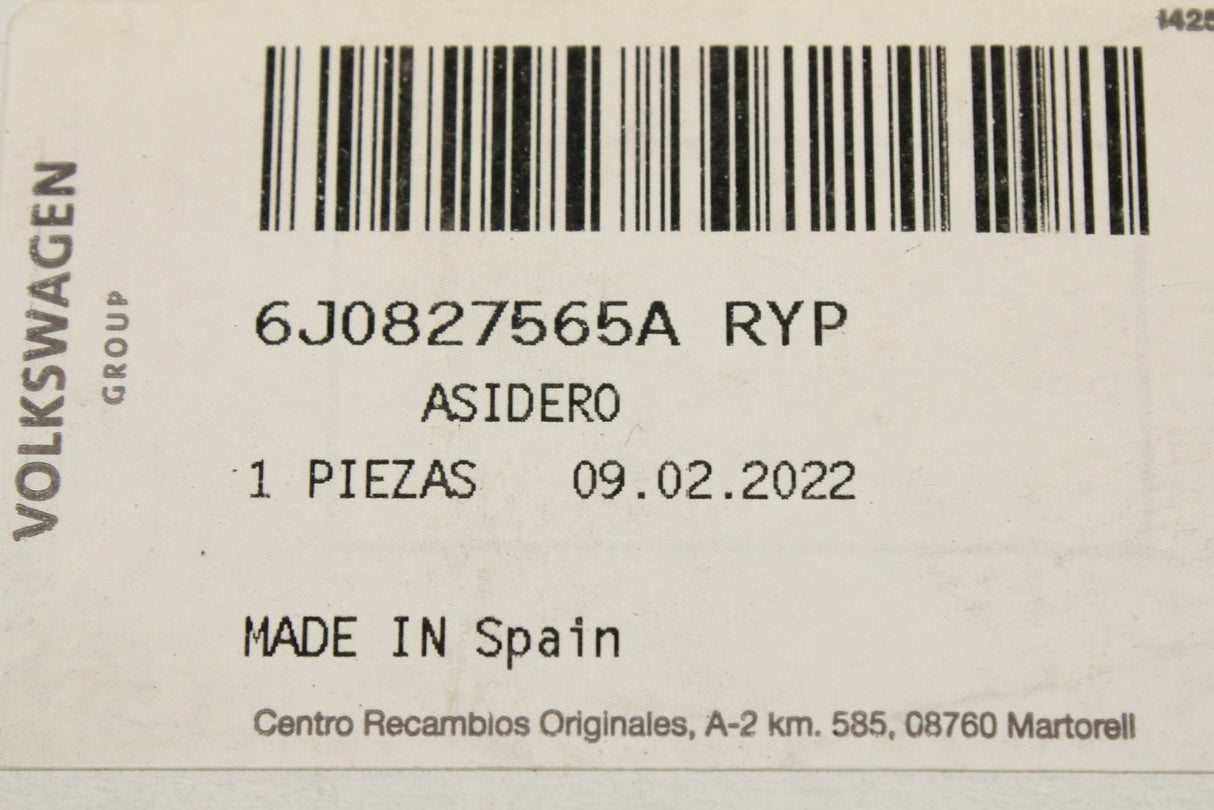 I425
VOLKSWAGEN
GROUP
6J0827565A RYP
ASIDERO
1 PIEZAS 09.02.2022
MADE IN Spain
Centro Recambios Originales, A-2 km. 585, 08760 Martorell